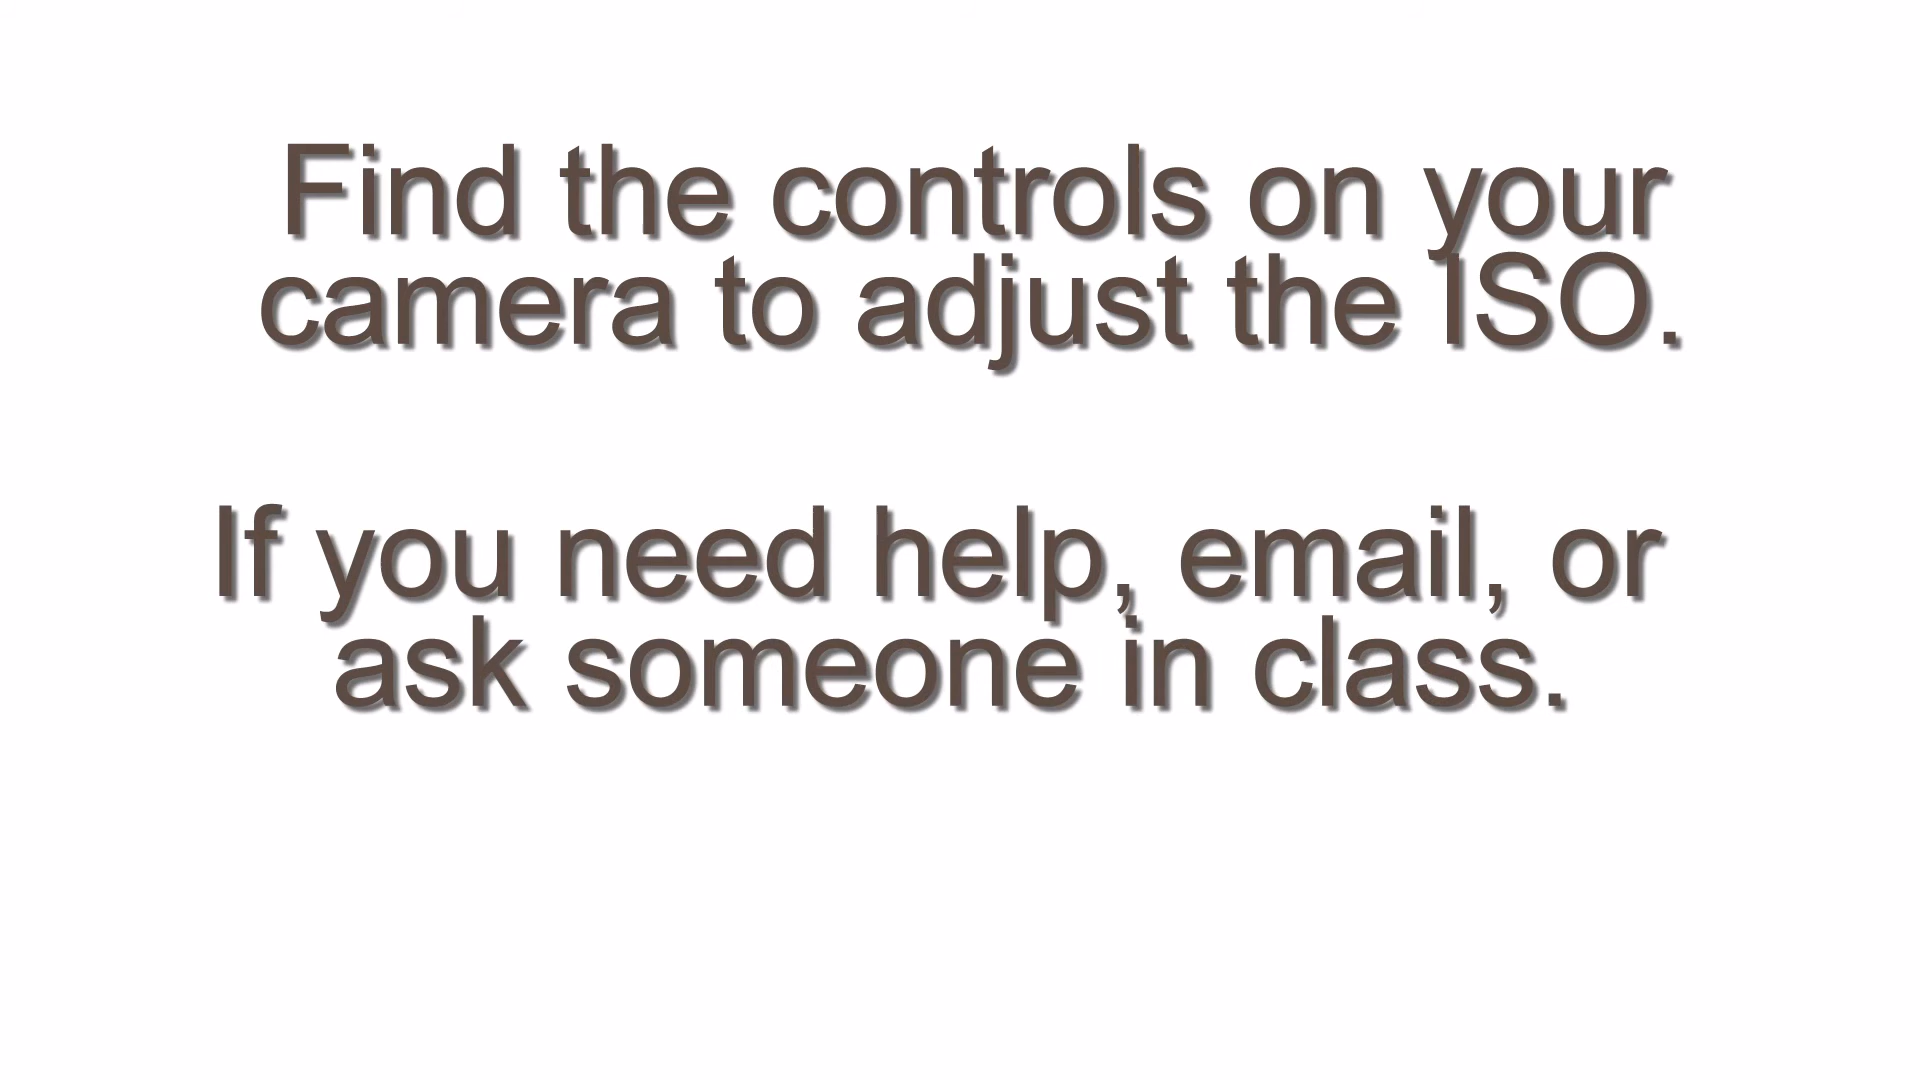 Find the controls on your
camera to adjust the ISO.
If you need help, email, or
ask someone in class.